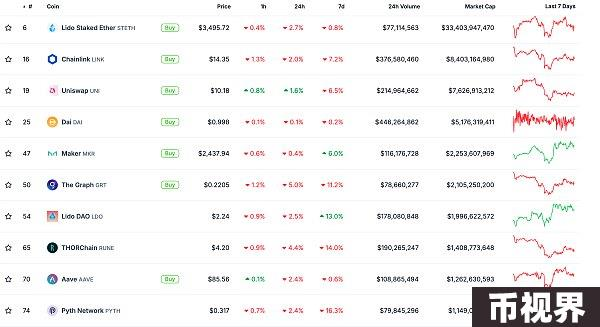 # Coin Price 1h 24h 7d 24h Volume Market Cap Last 7 Days
6 Lido Staked Ether STETH Buy $3,495.72 0.4% 2.7% 0.8% $77,114,563 $33,403,947,470
16 Chainlink LINK Buy $14.35 1.3% 2.0% 7.2% $376,580,460 $8,403,164,980
19 Uniswap UNI Buy $10.18 0.8% 1.6% 6.5% $214,964,662 $7,626,913,212
25 Dai DAI Buy $0.998 0.1% 0.1% 0.2% $446,264,862 $5,176,319,411
47 Maker MKR Buy $2,437.94 0.6% 0.4% 6.0% $116,176,728 $2,253,607,969
50 The Graph GRT Buy $0.2205 1.2% 5.0% 11.2% $78,660,277 $2,105,250,200
54 Lido DAO LDO $2.24 0.9% 2.5% 13.0% $178,080,848 $1,996,622,572
65 THORChain RUNE $4.20 0.9% 4.4% 14.0% $190,265,247 $1,408,773,648
70 Aave AAVE Buy $85.56 0.1% 2.4% 0.6% $108,865,494 $1,262,630,593
74 Pyth Network PYTH $0.317 0.7% 2.4% 16.3% $79,845,296 $1,149,0
币视界